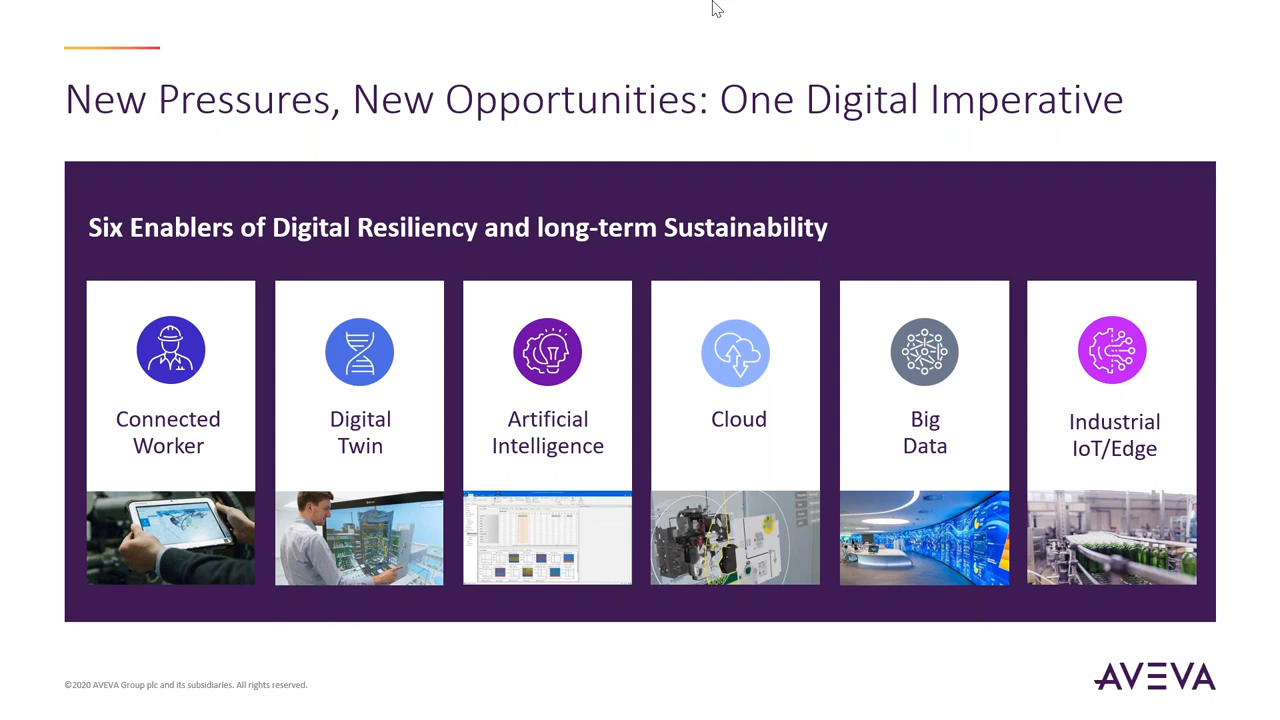 New Pressures, New Opportunities: One Digital Imperative
Six Enablers of Digital Resiliency and long-term Sustainability
Connected
Worker
Digital
Twin
Artificial
Intelligence
Cloud
Big
Data
Industrial
IoT/Edge
©2020 AVEVA Group plc and its subsidiaries. All rights reserved.
AVEVA